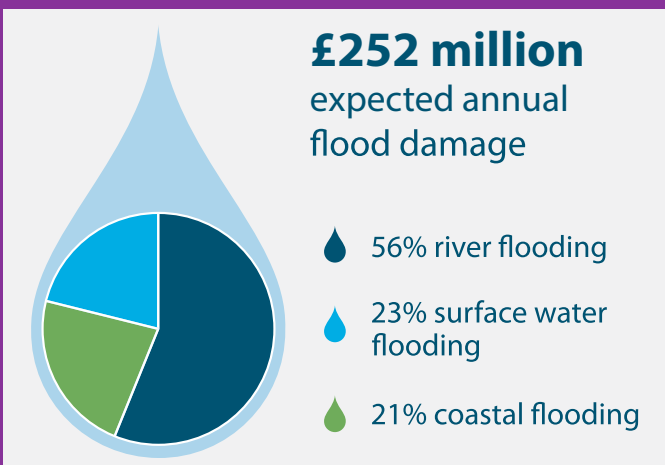 £252 million
expected annual
flood damage
56% river flooding
23% surface water
flooding
21% coastal flooding